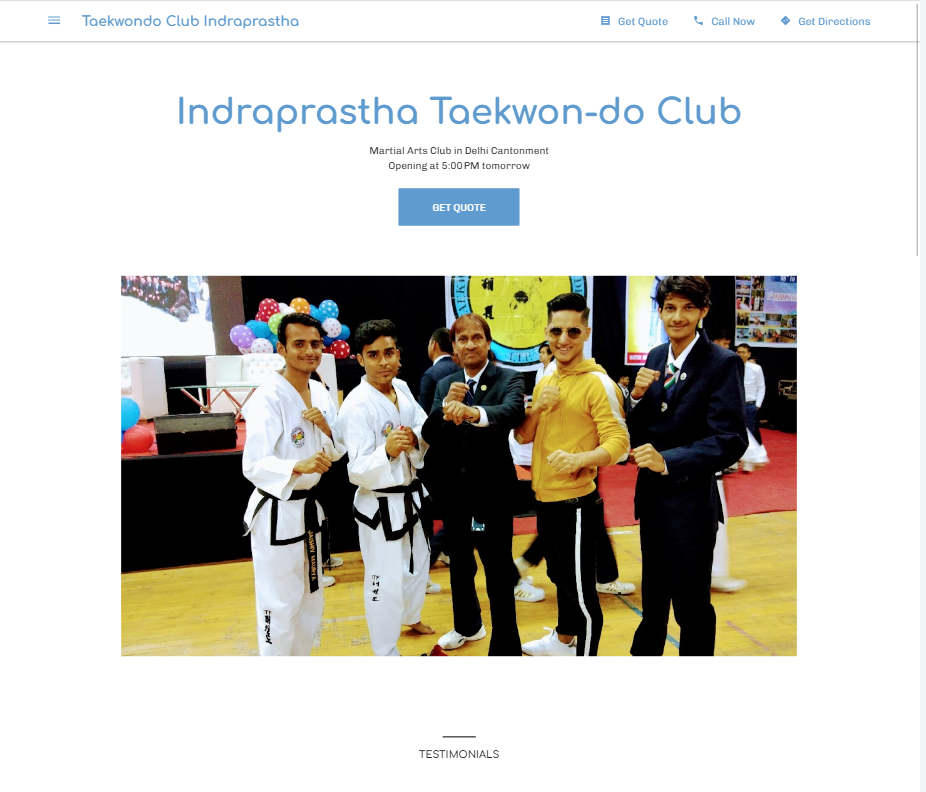 Taekwondo Club Indraprastha
Get Quote
Call Now
Get Directions
Indraprastha Taekwon-do Club
Martial Arts Club in Delhi Cantonment
Opening at 5:00 PM tomorrow
GET QUOTE
TESTIMONIALS